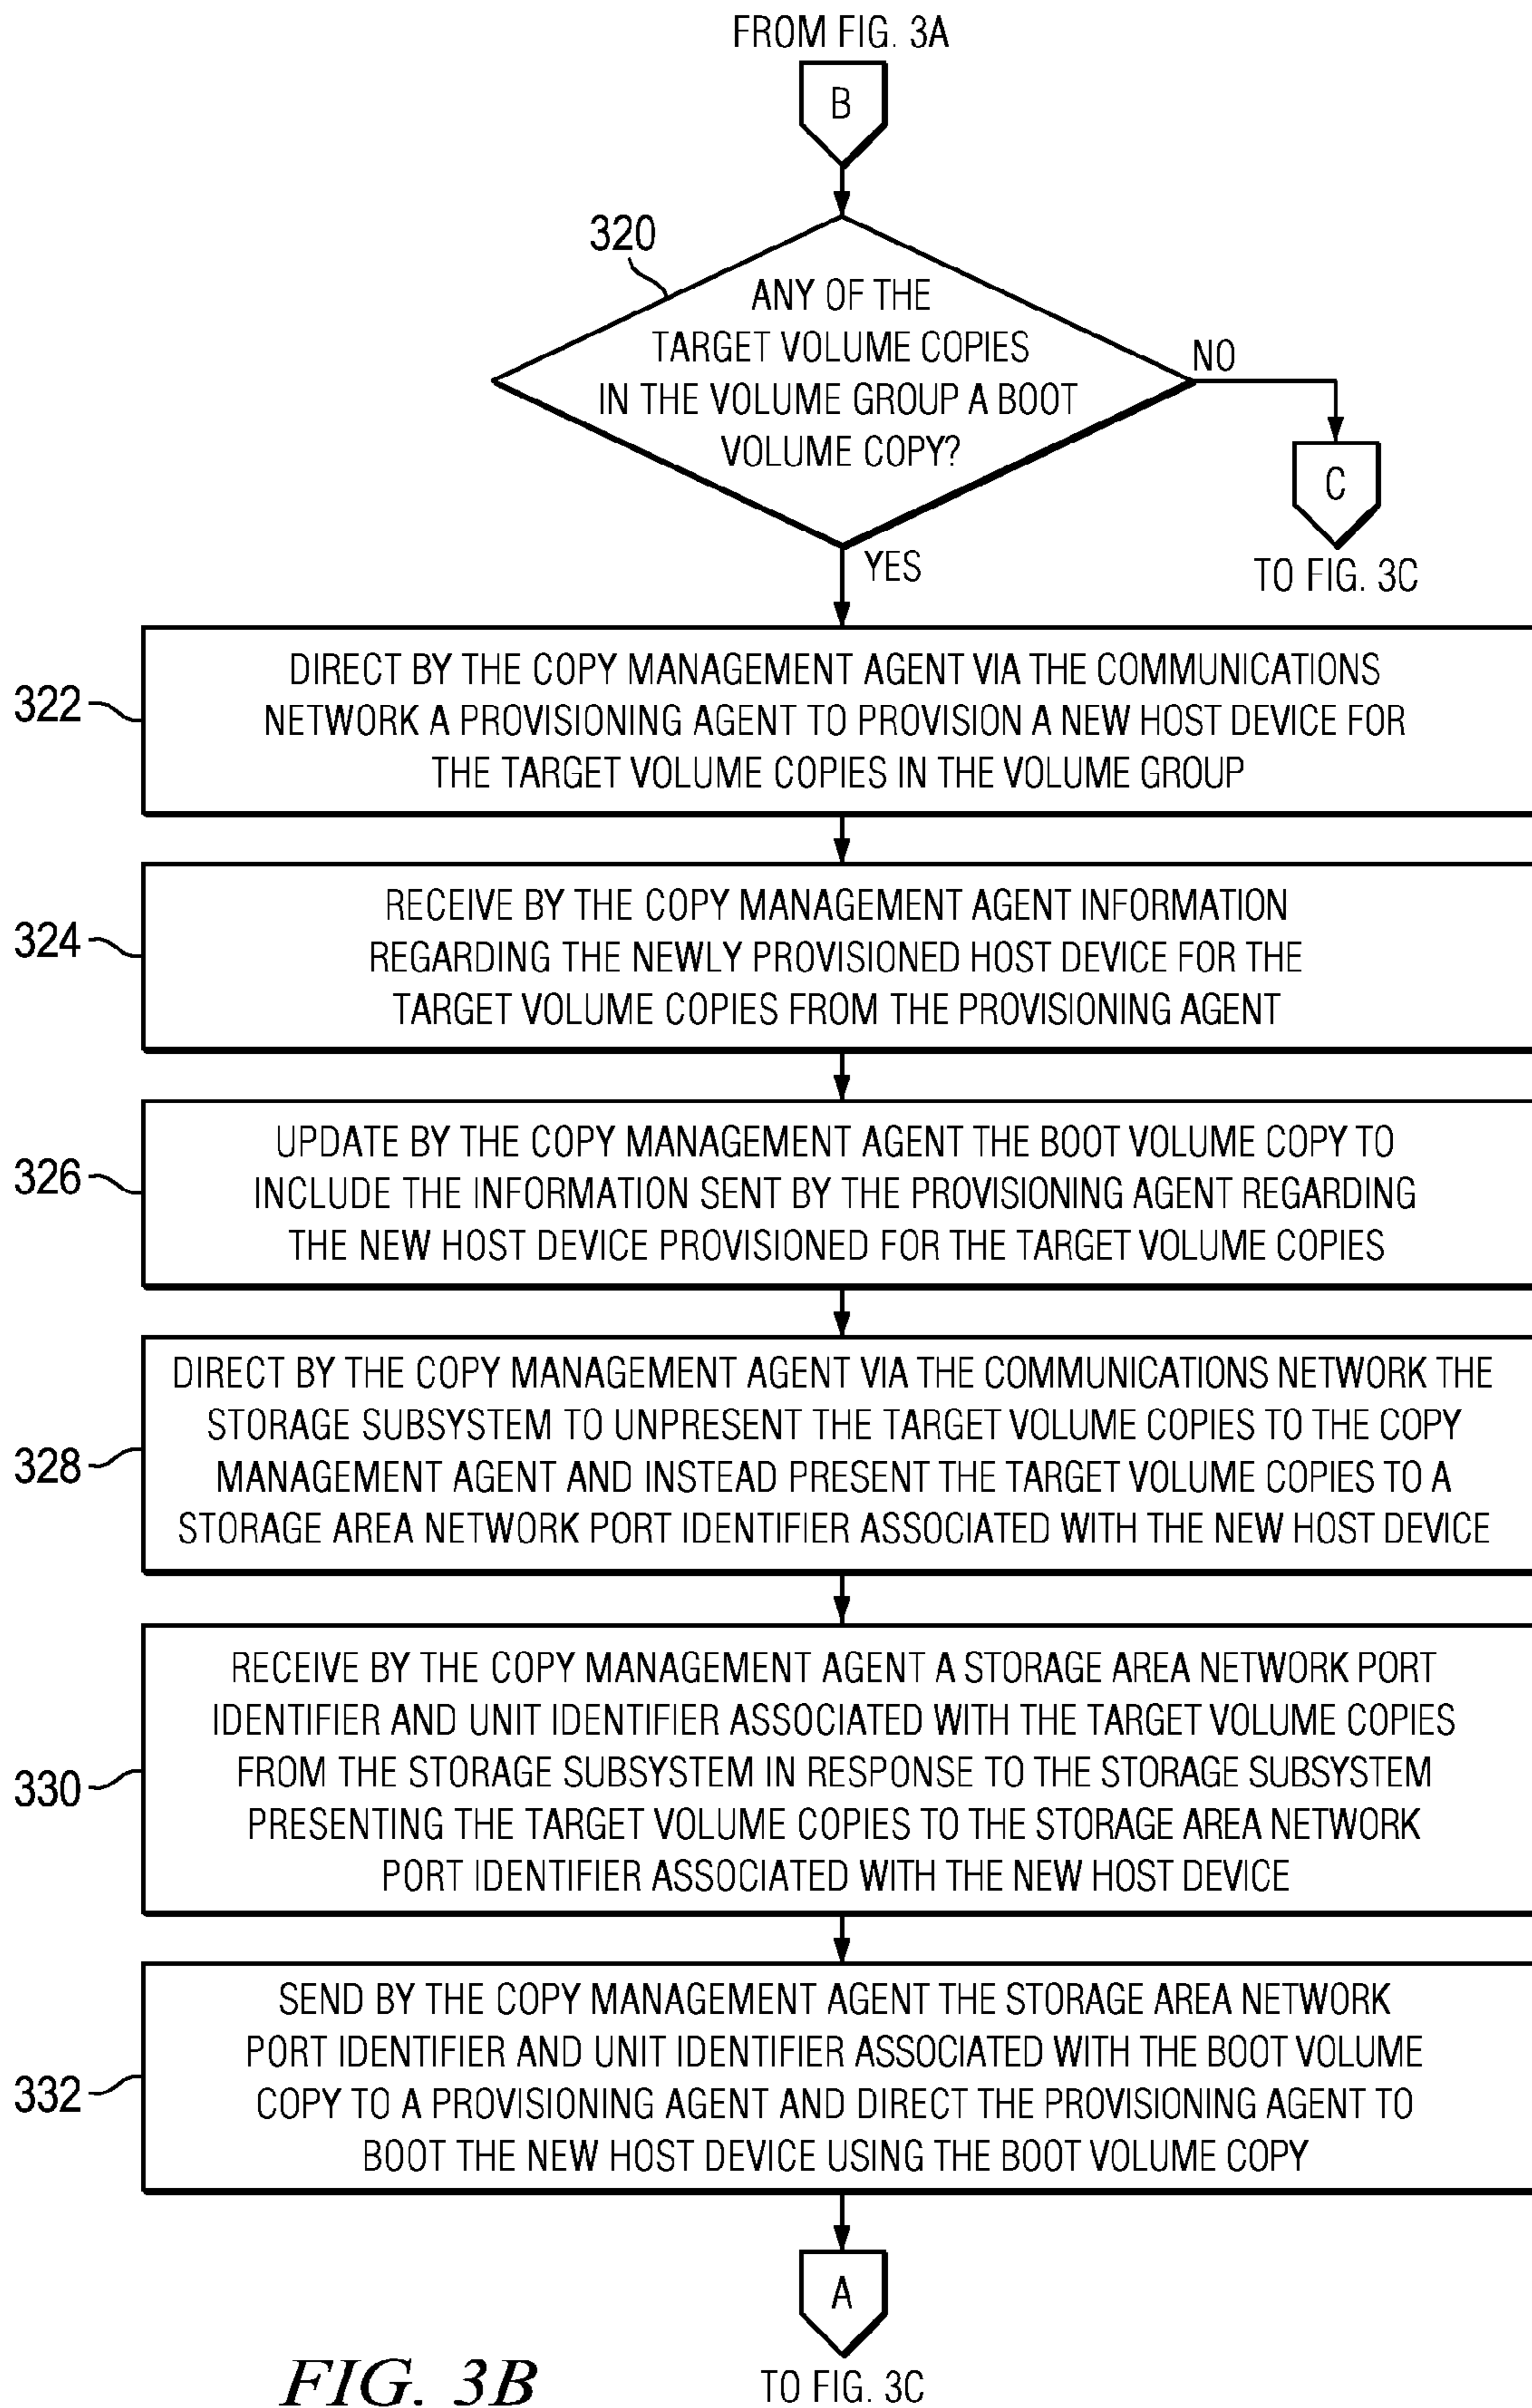 FROM FIG. 3A
B
320
ANY OF THE
TARGET VOLUME COPIES
IN THE VOLUME GROUP A BOOT
VOLUME COPY?
NO
C
TO FIG. 3C
YES
322
DIRECT BY THE COPY MANAGEMENT AGENT VIA THE COMMUNICATIONS
NETWORK A PROVISIONING AGENT TO PROVISION A NEW HOST DEVICE FOR
THE TARGET VOLUME COPIES IN THE VOLUME GROUP
324
RECEIVE BY THE COPY MANAGEMENT AGENT INFORMATION
REGARDING THE NEWLY PROVISIONED HOST DEVICE FOR THE
TARGET VOLUME COPIES FROM THE PROVISIONING AGENT
326
UPDATE BY THE COPY MANAGEMENT AGENT THE BOOT VOLUME COPY TO
INCLUDE THE INFORMATION SENT BY THE PROVISIONING AGENT REGARDING
THE NEW HOST DEVICE PROVISIONED FOR THE TARGET VOLUME COPIES
328
DIRECT BY THE COPY MANAGEMENT AGENT VIA THE COMMUNICATIONS NETWORK THE
STORAGE SUBSYSTEM TO UNPRESENT THE TARGET VOLUME COPIES TO THE COPY
MANAGEMENT AGENT AND INSTEAD PRESENT THE TARGET VOLUME COPIES TO A
STORAGE AREA NETWORK PORT IDENTIFIER ASSOCIATED WITH THE NEW HOST DEVICE
330
RECEIVE BY THE COPY MANAGEMENT AGENT A STORAGE AREA NETWORK PORT
IDENTIFIER AND UNIT IDENTIFIER ASSOCIATED WITH THE TARGET VOLUME COPIES
FROM THE STORAGE SUBSYSTEM IN RESPONSE TO THE STORAGE SUBSYSTEM
PRESENTING THE TARGET VOLUME COPIES TO THE STORAGE AREA NETWORK
PORT IDENTIFIER ASSOCIATED WITH THE NEW HOST DEVICE
332
SEND BY THE COPY MANAGEMENT AGENT THE STORAGE AREA NETWORK
PORT IDENTIFIER AND UNIT IDENTIFIER ASSOCIATED WITH THE BOOT VOLUME
COPY TO A PROVISIONING AGENT AND DIRECT THE PROVISIONING AGENT TO
BOOT THE NEW HOST DEVICE USING THE BOOT VOLUME COPY
A
TO FIG. 3C
FIG. 3B